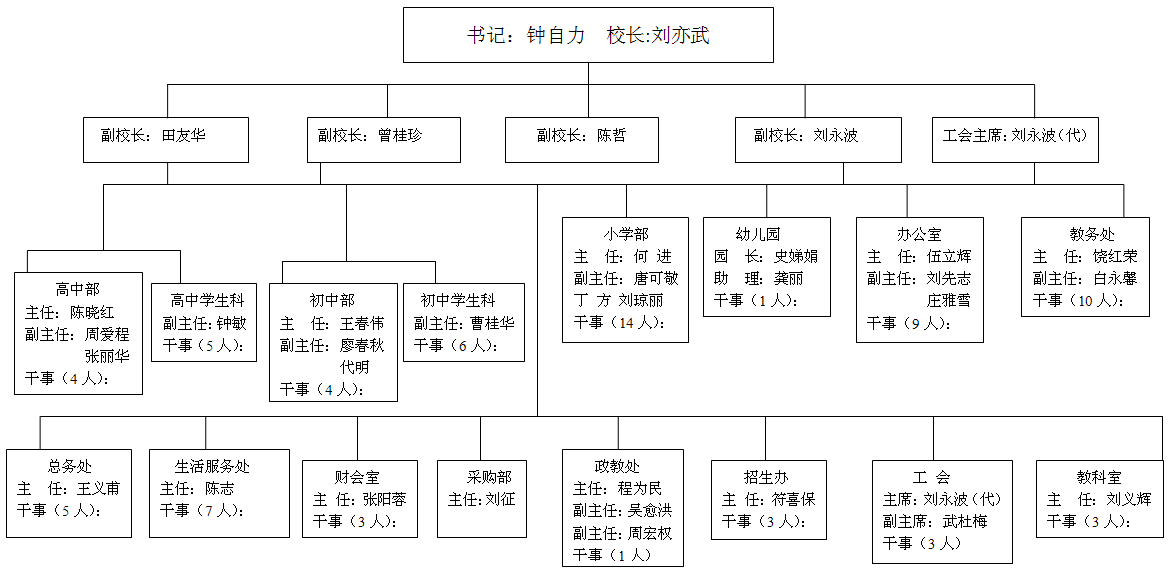 书记：钟自力　校长:刘亦武
副校长：田友华
副校长：曾桂珍
副校长：陈哲
副校长：刘永波
工会主席：刘永波（代）
高中部
主任：陈晓红
副主任：周爱程
张丽华
干事（4 人）：
高中学生科
副主任：钟敏
干事（5 人）：
初中部
主　任：王春伟
副主任：廖春秋
代明
干事（4 人）：
初中学生科
副主任：曹桂华
干事（6 人）：
小学部
主　任：何 进
副主任：唐可敬
丁 方 刘琼丽
干事（14 人）：
幼儿园
园　长：史娣娟
助　理：龚丽
干事（1 人）：
办公室
主　任：伍立辉
副主任：刘先志
庄雅雪
干事（9 人）：
教务处
主　任：饶红荣
副主任：白永馨
干事（10 人）：
总务处
主　任：王义甫
干事（5 人）：
生活服务处
主任：陈志
干事（7 人）：
财会室
主 任：张阳蓉
干事（3 人）：
采购部
主任：刘征
政教处
主任：程为民
副主任：吴愈洪
副主任：周宏权
干事（1 人）
招生办
主 任：符喜保
干事（3 人）：
工 会
主席：刘永波（代）
副主席：武杜梅
干事（3 人）
教科室
主　任：刘义辉
干事（3 人）：